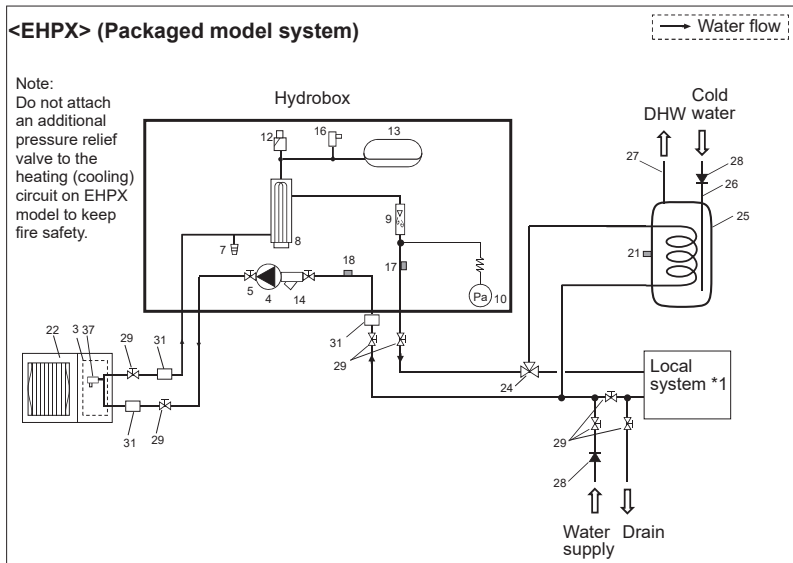 <EHPX> (Packaged model system)
Water flow
Note:
Do not attach
an additional
pressure relief
valve to the
heating (cooling)
circuit on EHPX
model to keep
fire safety.
Hydrobox
DHW
Cold
water
12
16
13
27
28
26
25
7
8
9
21
5
4
14
18
17
Pa
10
22
3
37
29
31
31
29
24
Local
system *1
31
29
29
28
Water
supply
Drain